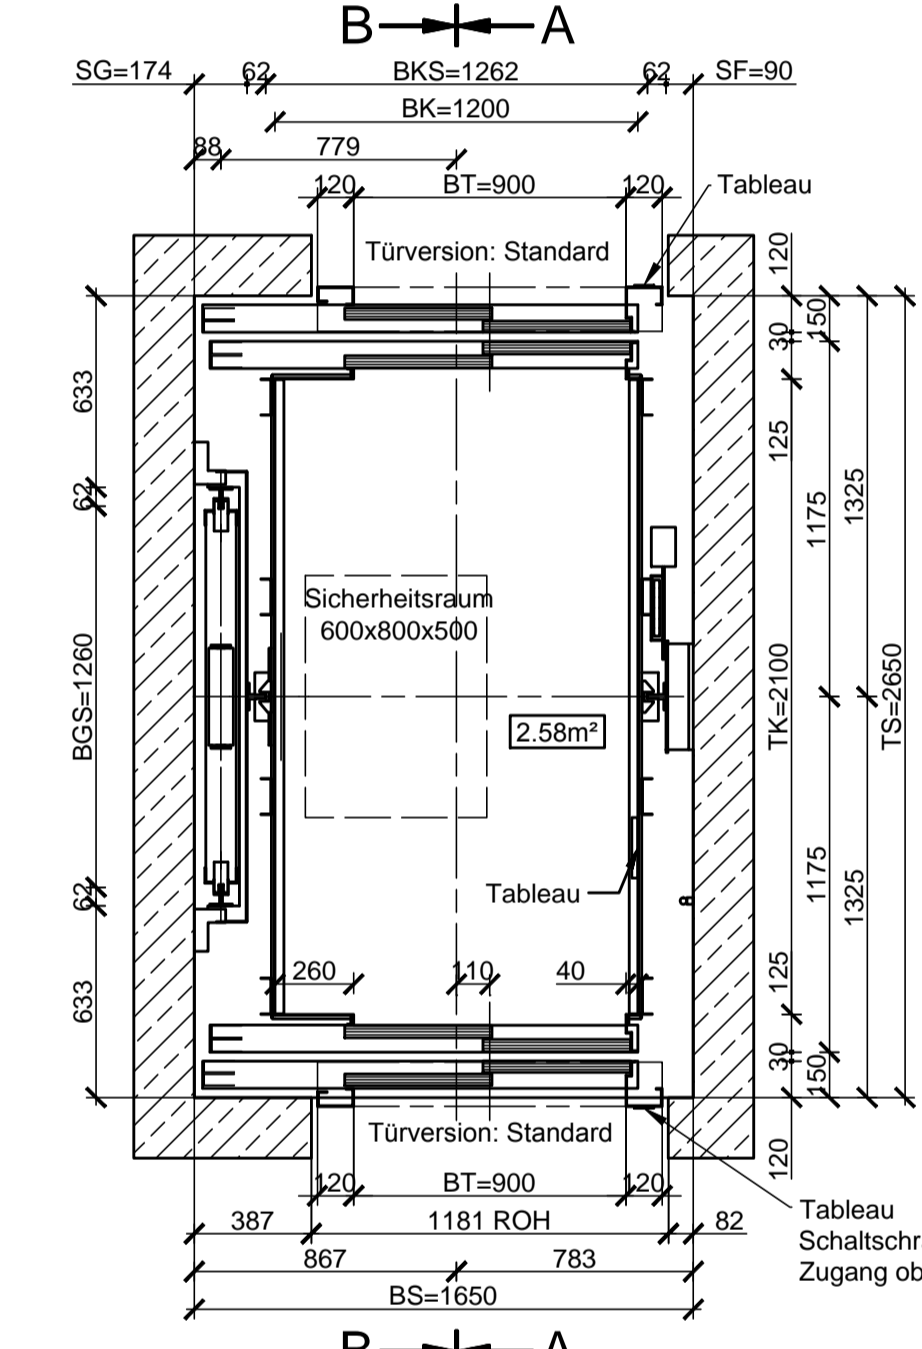 B A
SG=174 62 BKS=1262 62 SF=90
BK=1200
88 779
120 BT=900 120 Tableau
Türversion: Standard
120
150
30
633
125
1325
1175
62
Sicherheitsraum
600x800x500
BGS=1260
TK=2100
TS=2650
2.58m²
1175
1325
62
Tableau
260 110 40
125
633
30
150
Türversion: Standard
120
120 BT=900 120
Tableau
387 1181 ROH 82
Schaltschr
867 783
Zugang ob
BS=1650
B A